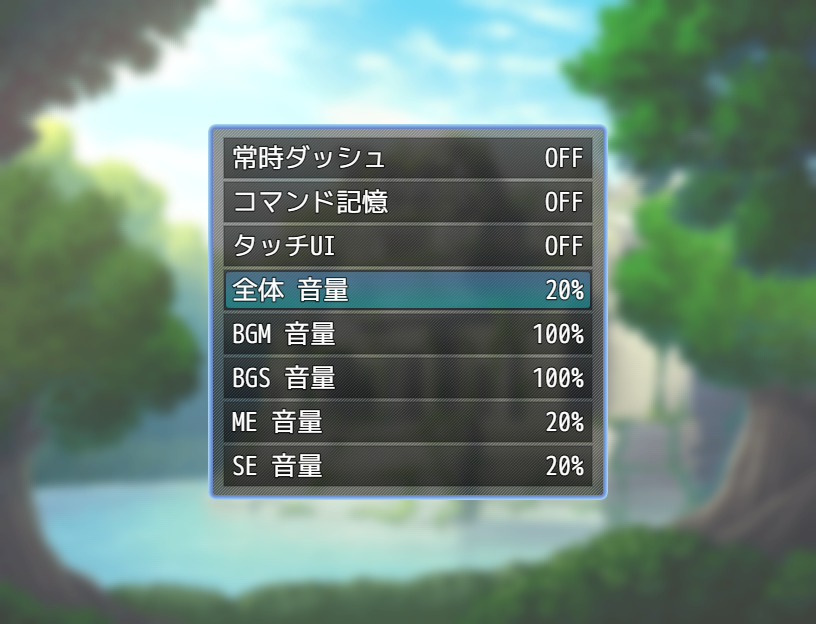 常時ダッシュ OFF
コマンド記憶 OFF
タッチUI OFF
全体 音量 20%
BGM 音量 100%
BGS 音量 100%
ME 音量 20%
SE 音量 20%